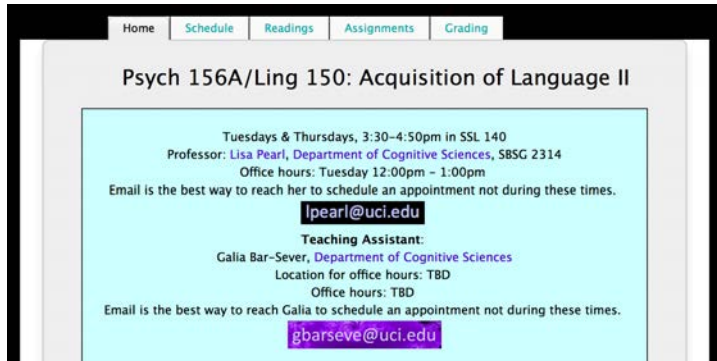 Home Schedule Readings Assignments Grading
Psych 156A/Ling 150: Acquisition of Language II
Tuesdays & Thursdays, 3:30-4:50pm in SSL 140
Professor: Lisa Pearl, Department of Cognitive Sciences, SBSG 2314
Office hours: Tuesday 12:00pm - 1:00pm
Email is the best way to reach her to schedule an appointment not during these times.
lpearl@uci.edu
Teaching Assistant:
Galia Bar-Sever, Department of Cognitive Sciences
Location for office hours: TBD
Office hours: TBD
Email is the best way to reach Galia to schedule an appointment not during these times.
gbarseve@uci.edu